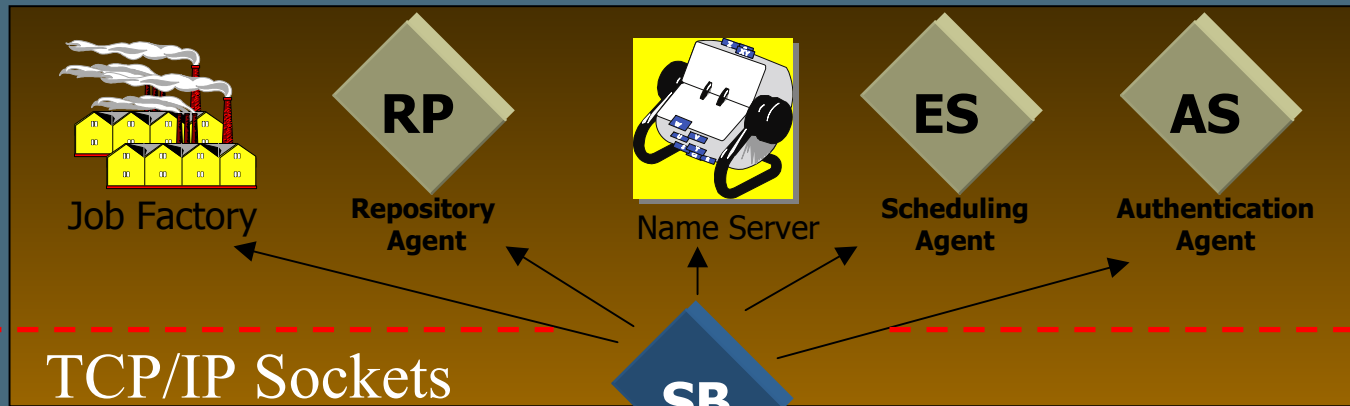 RP
ES
AS
Job Factory
Repository
Agent
Name Server
Scheduling
Agent
Authentication
Agent
TCP/IP Sockets
SB